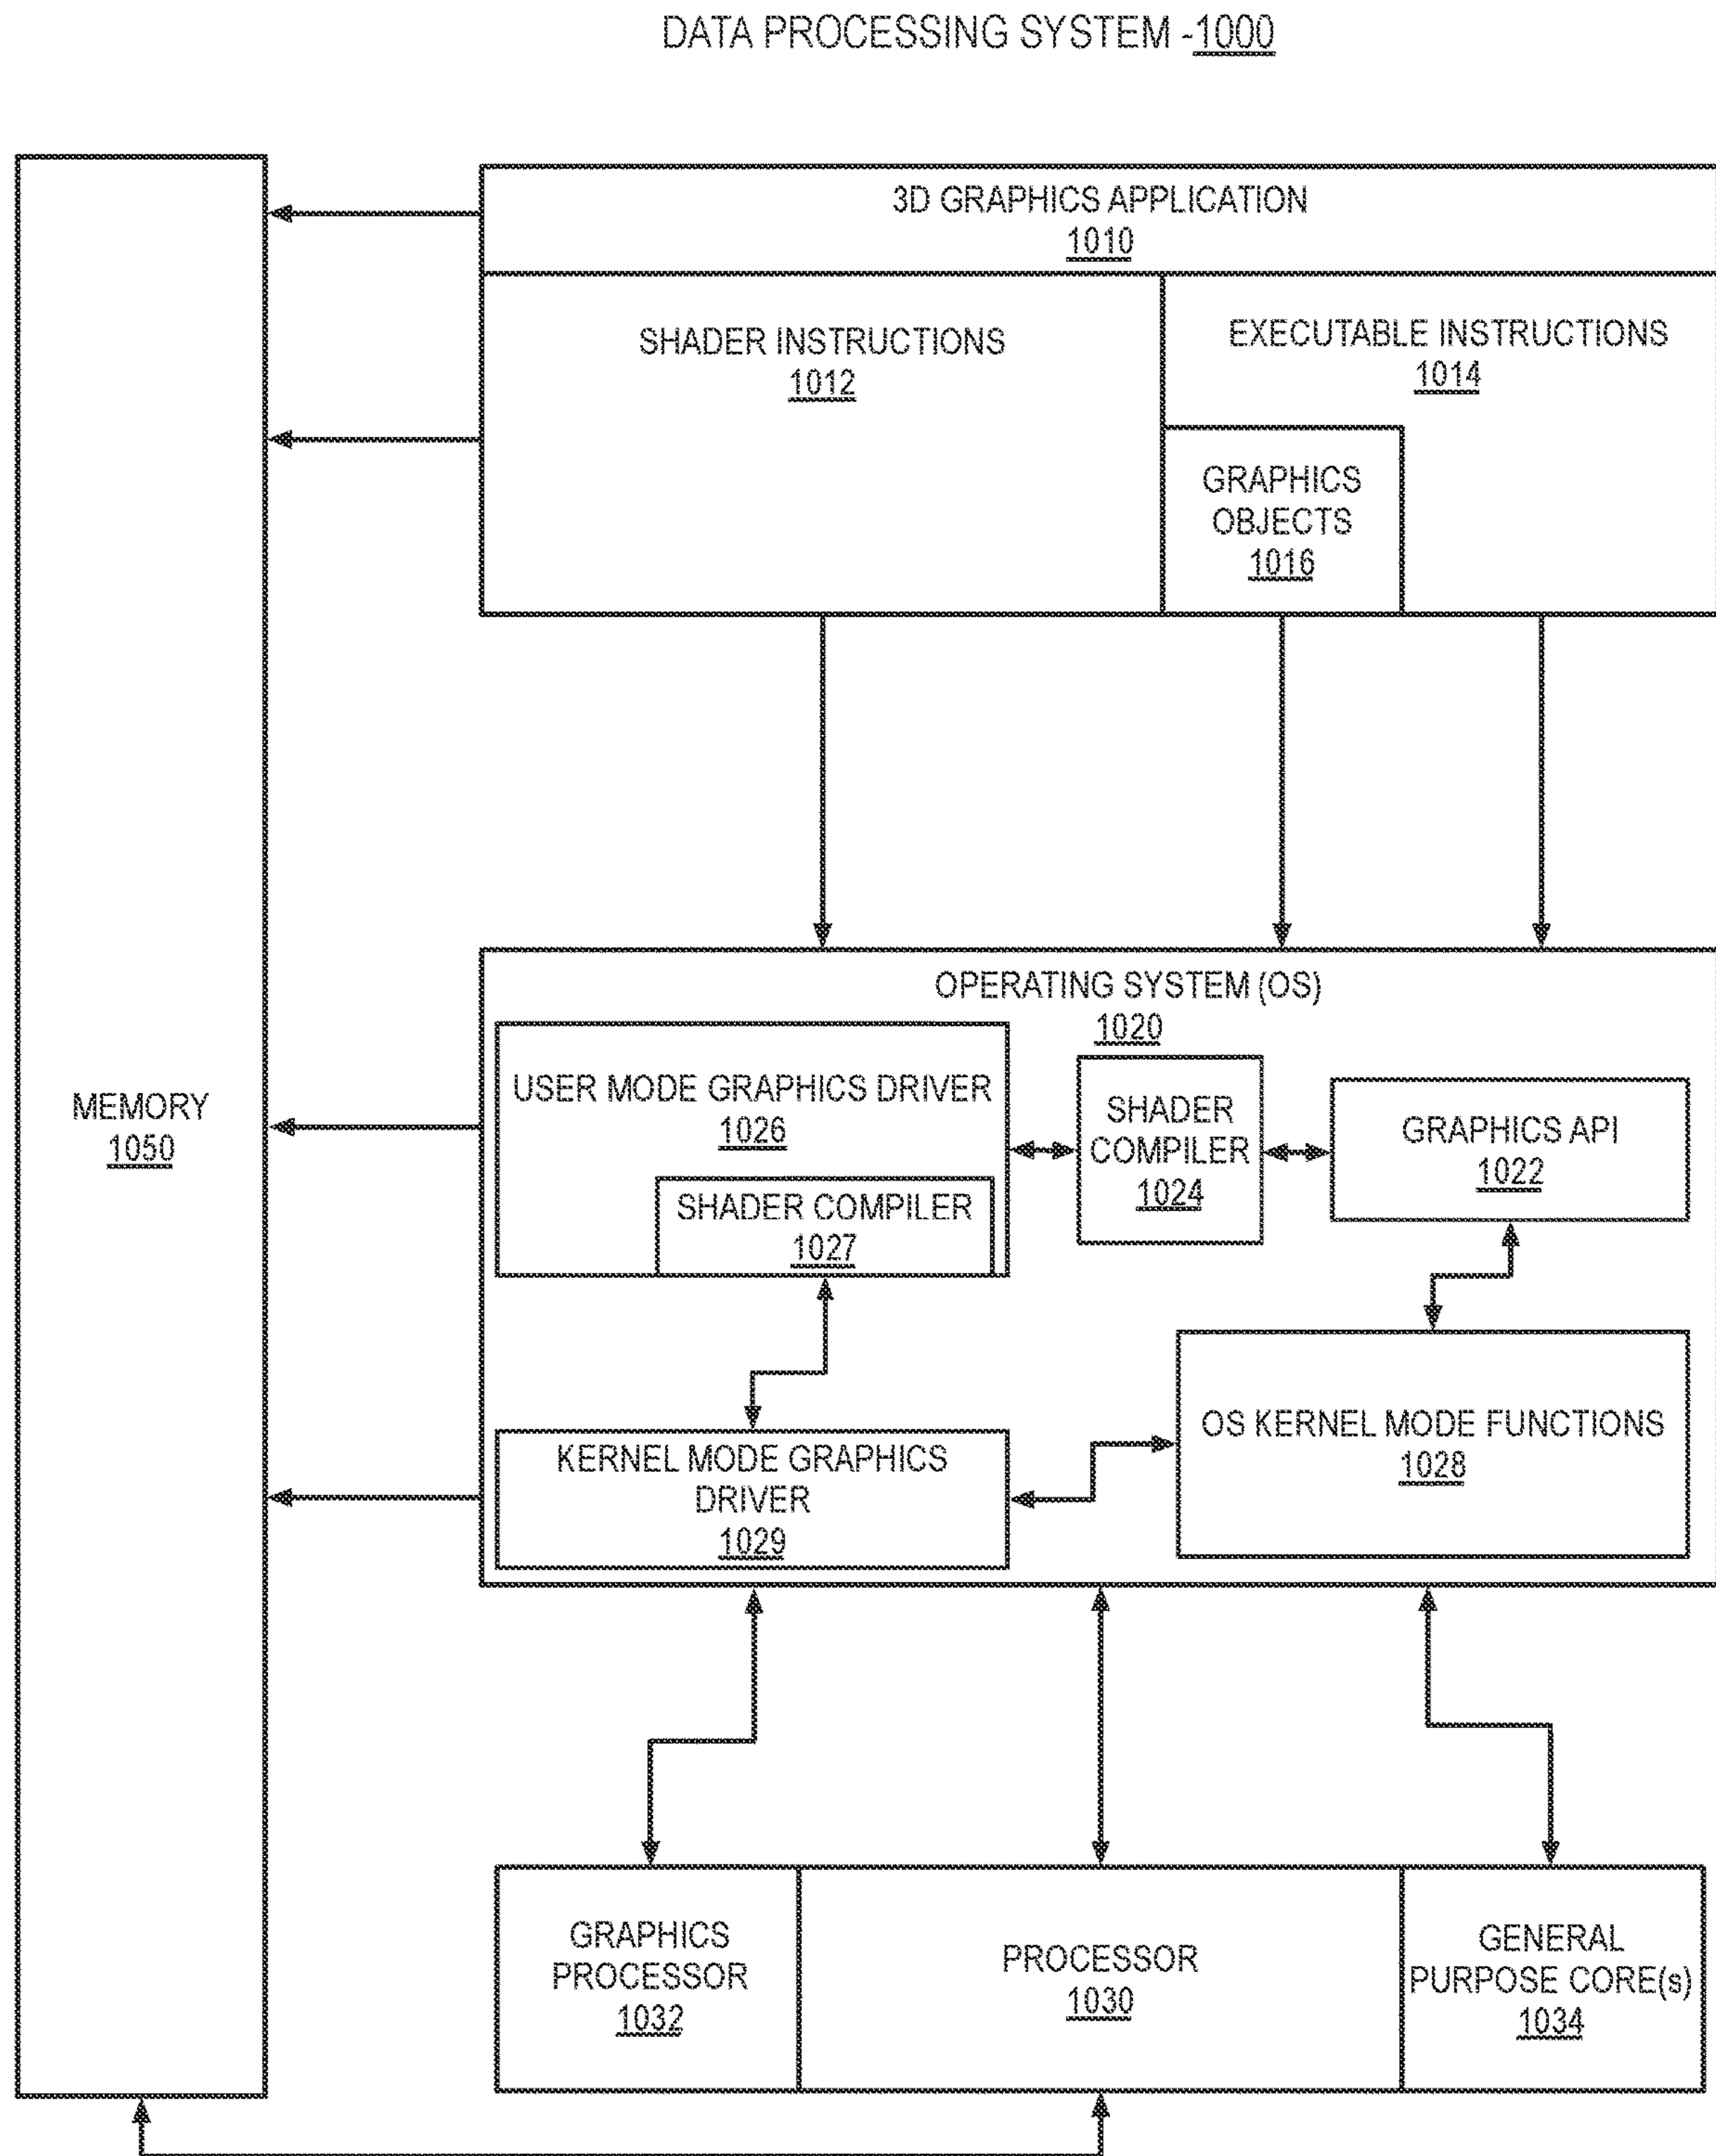 DATA PROCESSING SYSTEM -1000
3D GRAPHICS APPLICATION
1010
SHADER INSTRUCTIONS
1012
EXECUTABLE INSTRUCTIONS
1014
GRAPHICS
OBJECTS
1016
MEMORY
1050
OPERATING SYSTEM (OS)
1020
USER MODE GRAPHICS DRIVER
1026
SHADER COMPILER
1027
SHADER
COMPILER
1024
GRAPHICS API
1022
KERNEL MODE GRAPHICS
DRIVER
1029
OS KERNEL MODE FUNCTIONS
1028
GRAPHICS
PROCESSOR
1032
PROCESSOR
1030
GENERAL
PURPOSE CORE(s)
1034